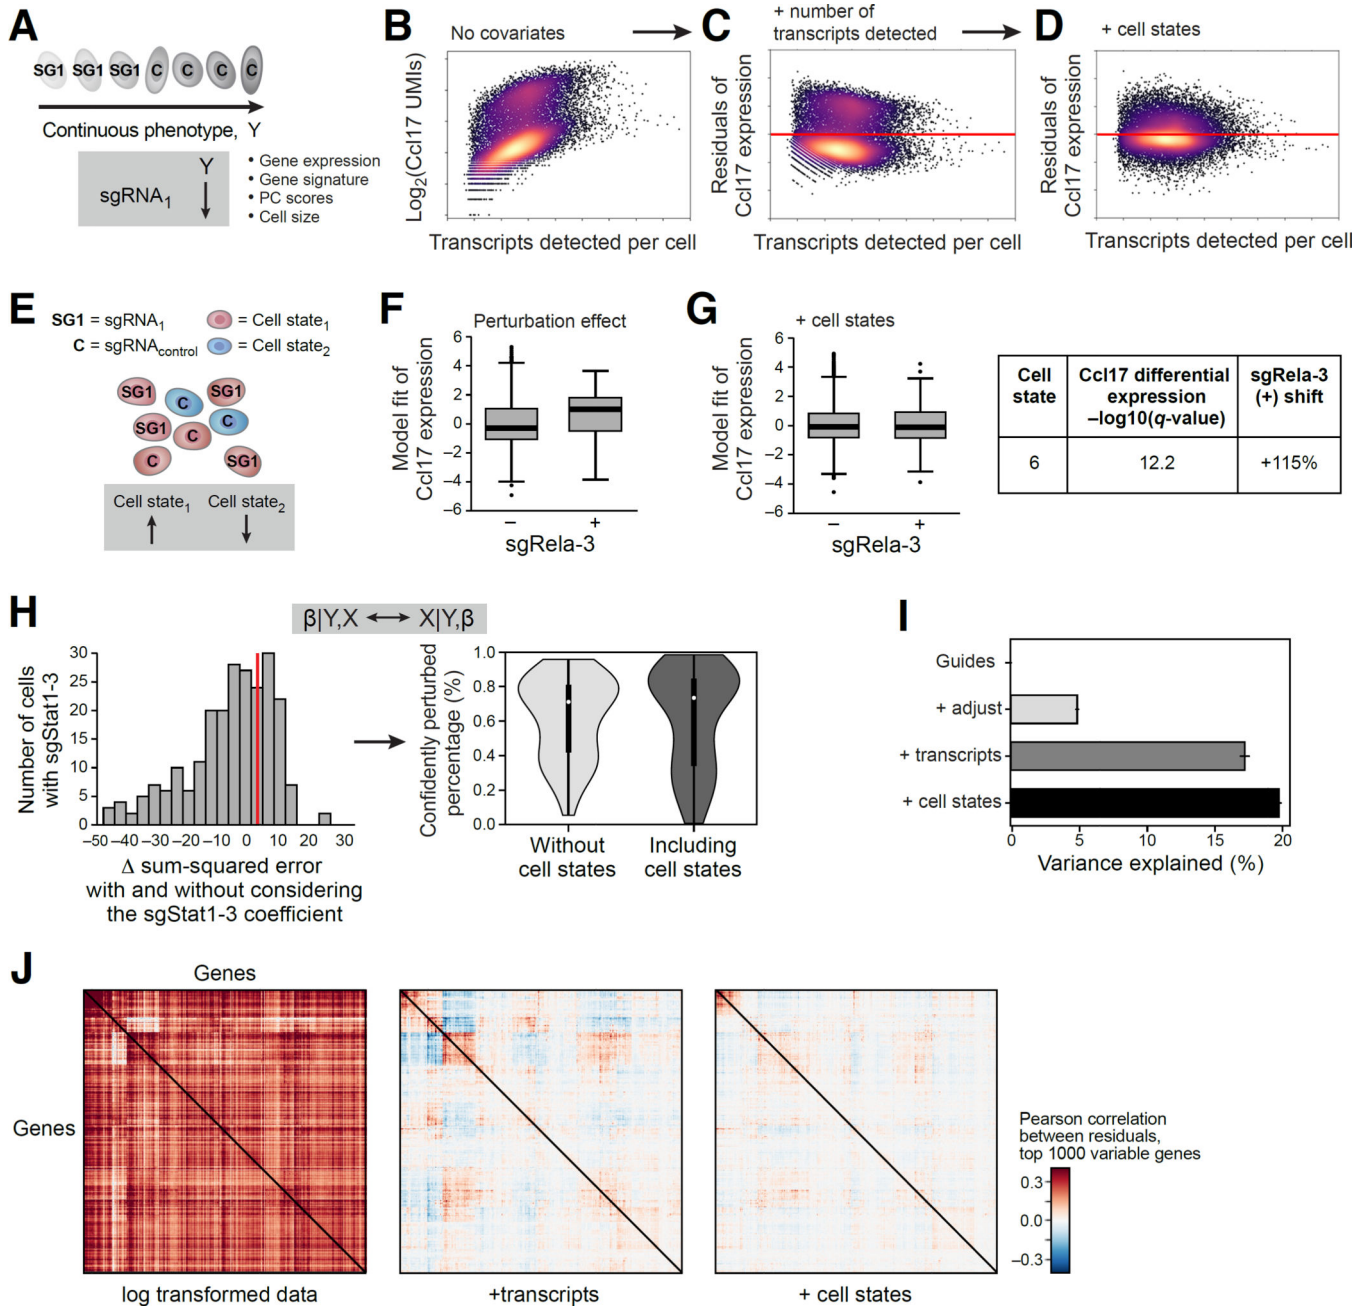 A
SG1 SG1 SG1 C C C C
Continuous phenotype, Y
sgRNA1
Y
• Gene expression
• Gene signature
• PC scores
• Cell size
B
No covariates
Log2(Ccl17 UMIs)
Transcripts detected per cell
C
+ number of
transcripts detected
Residuals of
Ccl17 expression
Transcripts detected per cell
D
+ cell states
Residuals of
Ccl17 expression
Transcripts detected per cell
E
SG1 = sgRNA1
= Cell state1
C = sgRNAcontrol
= Cell state2
SG1 C SG1
SG1 C C
C SG1
Cell state1 Cell state2
F
Perturbation effect
Model fit of
Ccl17 expression
6
4
2
0
–2
–4
–6
– +
sgRela-3
G
+ cell states
Model fit of
Ccl17 expression
6
4
2
0
–2
–4
–6
– +
sgRela-3
Cell
state
Ccl17 differential
expression
–log10(q-value)
sgRela-3
(+) shift
6 12.2 +115%
H
β|Y,X X|Y,β
Number of cells
with sgStat1-3
30
25
20
15
10
5
0
–50 –40 –30 –20 –10 0 10 20 30
Δ sum-squared error
with and without considering
the sgStat1-3 coefficient
Confidently perturbed
percentage (%)
1.0
0.8
0.6
0.4
0.2
0.0
Without
cell states
Including
cell states
I
Guides
+ adjust
+ transcripts
+ cell states
0 5 10 15 20
Variance explained (%)
J
Genes
Genes
log transformed data
+transcripts
+ cell states
Pearson correlation
between residuals,
top 1000 variable genes
0.3
0.0
–0.3